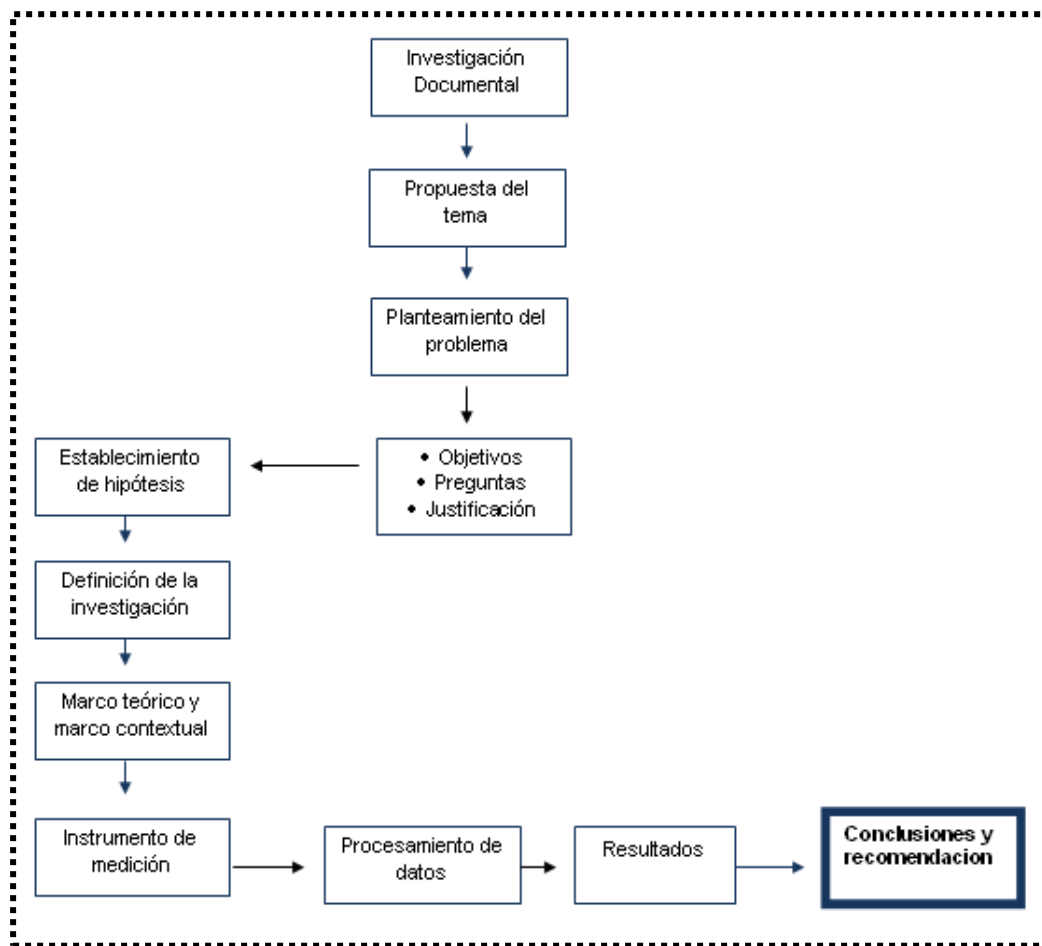 Investigación
Documental
Propuesta del
tema
Planteamiento del
problema
• Objetivos
• Preguntas
• Justificación
Establecimiento
de hipótesis
Definición de la
investigación
Marco teórico y
marco contextual
Instrumento de
medición
Procesamiento de
datos
Resultados
Conclusiones y
recomendacion